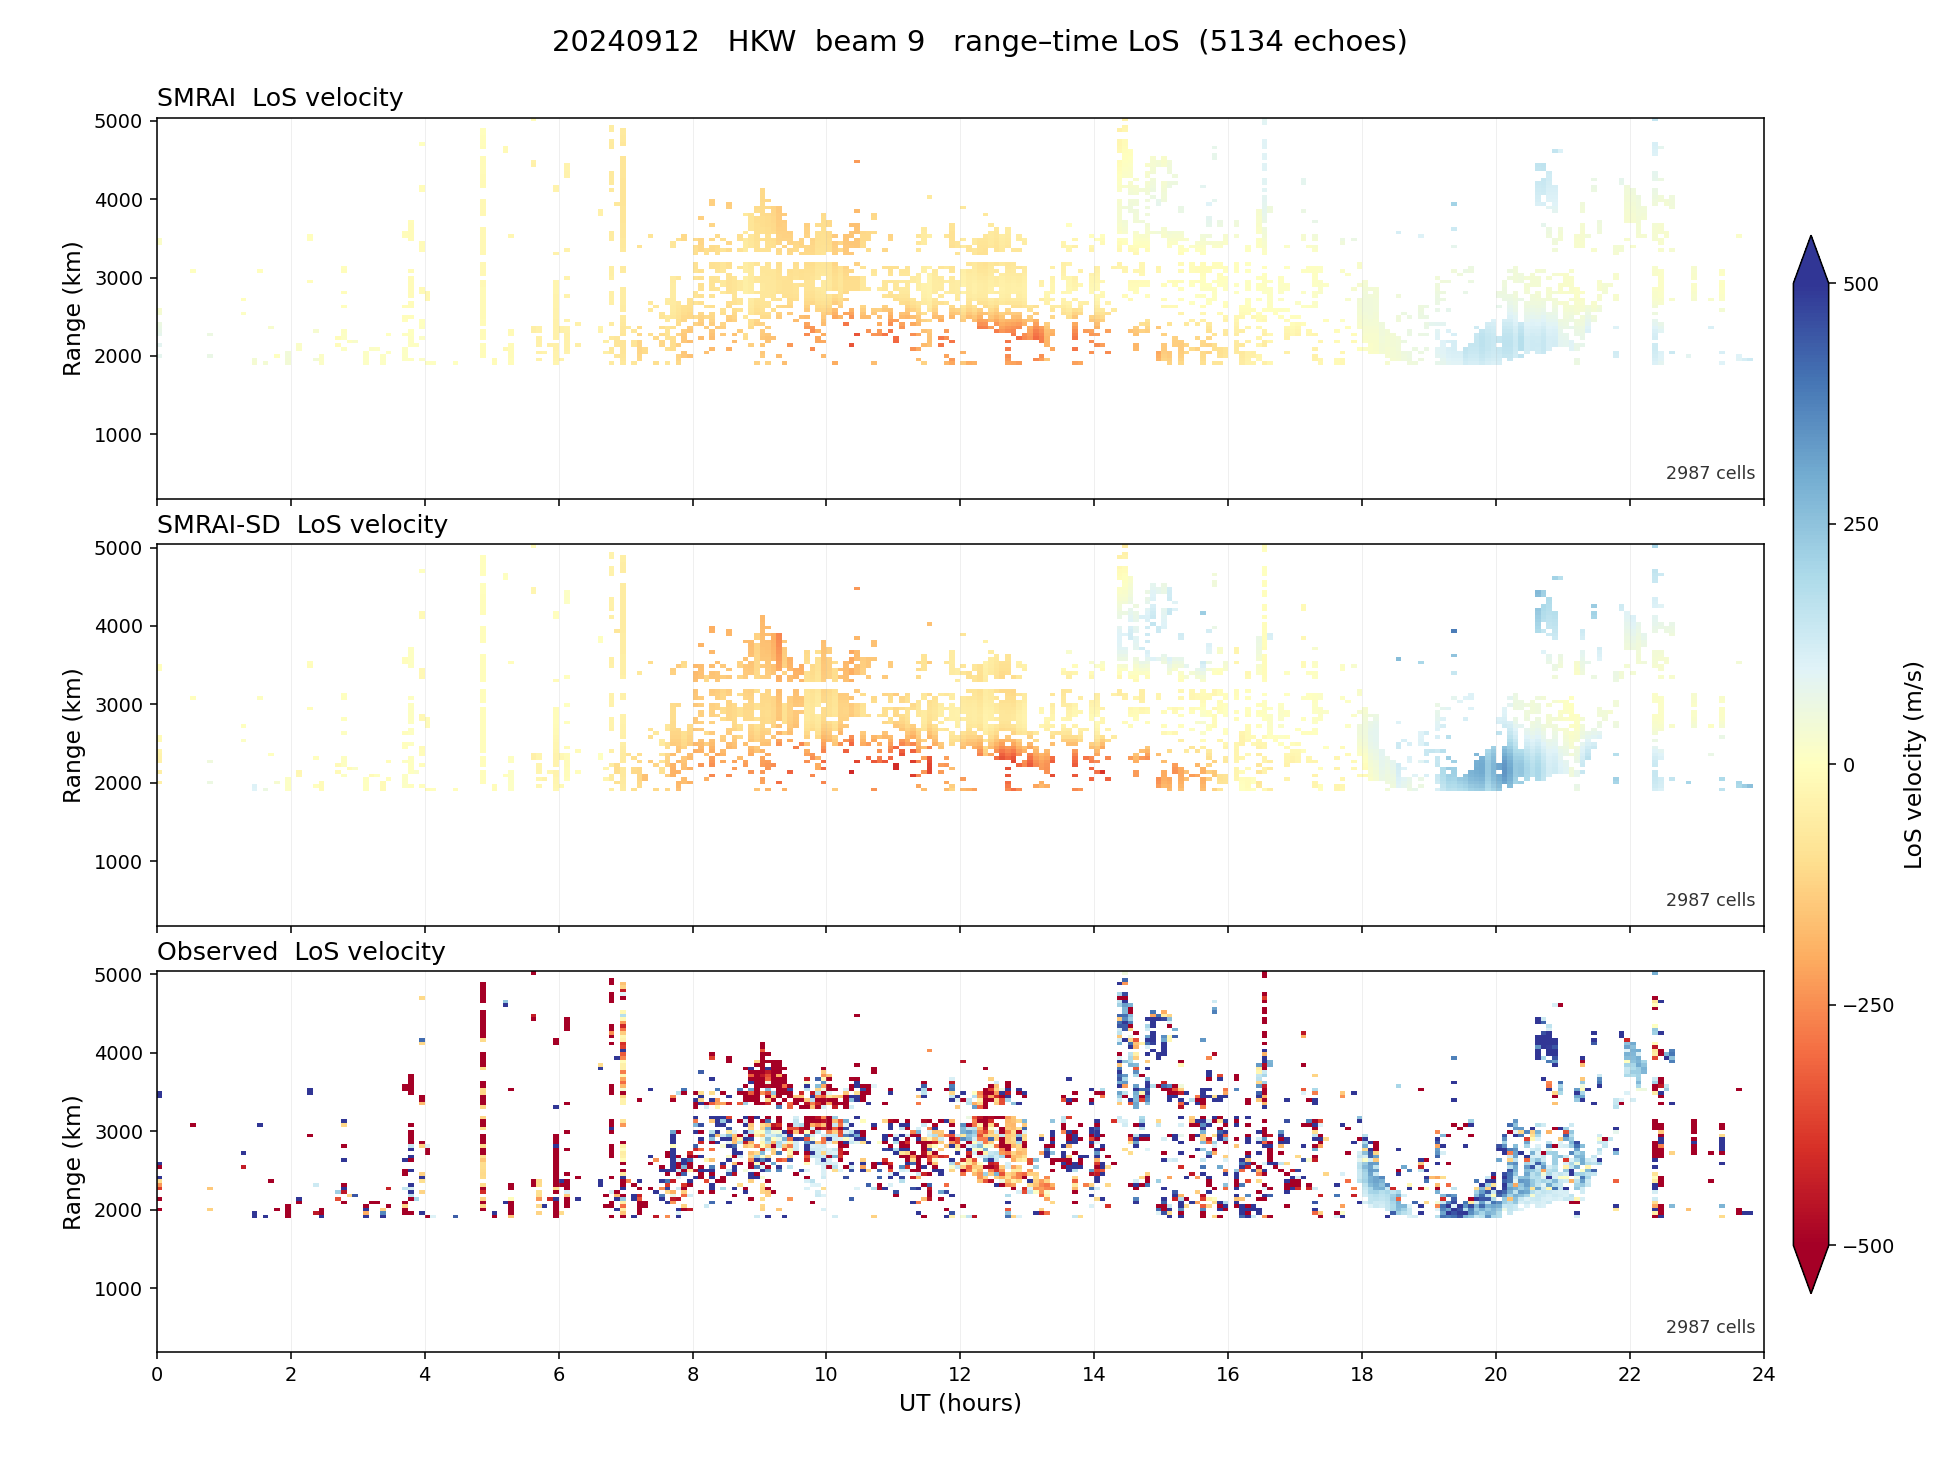 20240912   HKW  beam 9   range–time LoS  (5134 echoes)
SMRAI  LoS velocity
5000
4000
3000
2000
1000
Range (km)
2987 cells
SMRAI-SD  LoS velocity
5000
4000
3000
2000
1000
Range (km)
2987 cells
Observed  LoS velocity
5000
4000
3000
2000
1000
Range (km)
2987 cells
0 2 4 6 8 10 12 14 16 18 20 22 24
UT (hours)
500
250
0
−250
−500
LoS velocity (m/s)